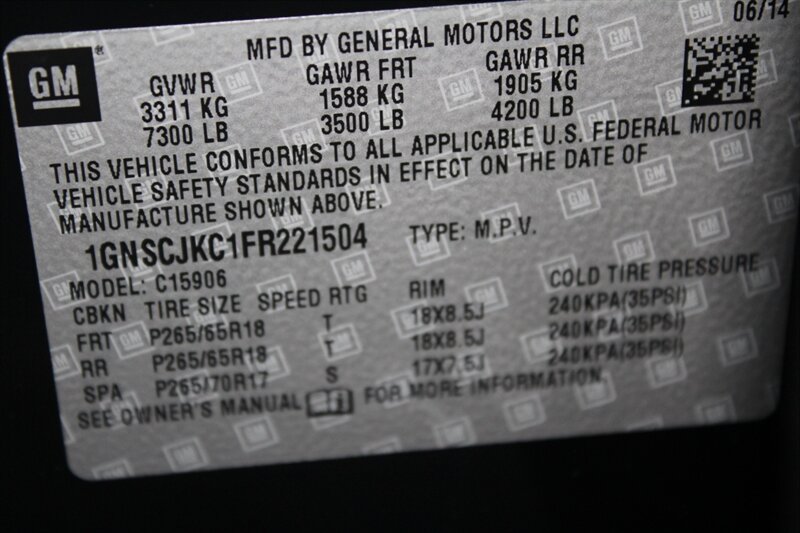 GM
MFD BY GENERAL MOTORS LLC
06/14
GVWR GAWR FRT GAWR RR
3311 KG 1588 KG 1905 KG
7300 LB 3500 LB 4200 LB
THIS VEHICLE CONFORMS TO ALL APPLICABLE U.S. FEDERAL MOTOR
VEHICLE SAFETY STANDARDS IN EFFECT ON THE DATE OF
MANUFACTURE SHOWN ABOVE.
1GNSCJKC1FR221504 TYPE: M.P.V.
MODEL: C15906
CBKN TIRE SIZE SPEED RTG RIM COLD TIRE PRESSURE
FRT P265/65R18 T 18X8.5J 240KPA(35PSI)
RR P265/65R18 T 18X8.5J 240KPA(35PSI)
SPA P265/70R17 S 17X7.5J 240KPA(35PSI)
SEE OWNER'S MANUAL FOR MORE INFORMATION.